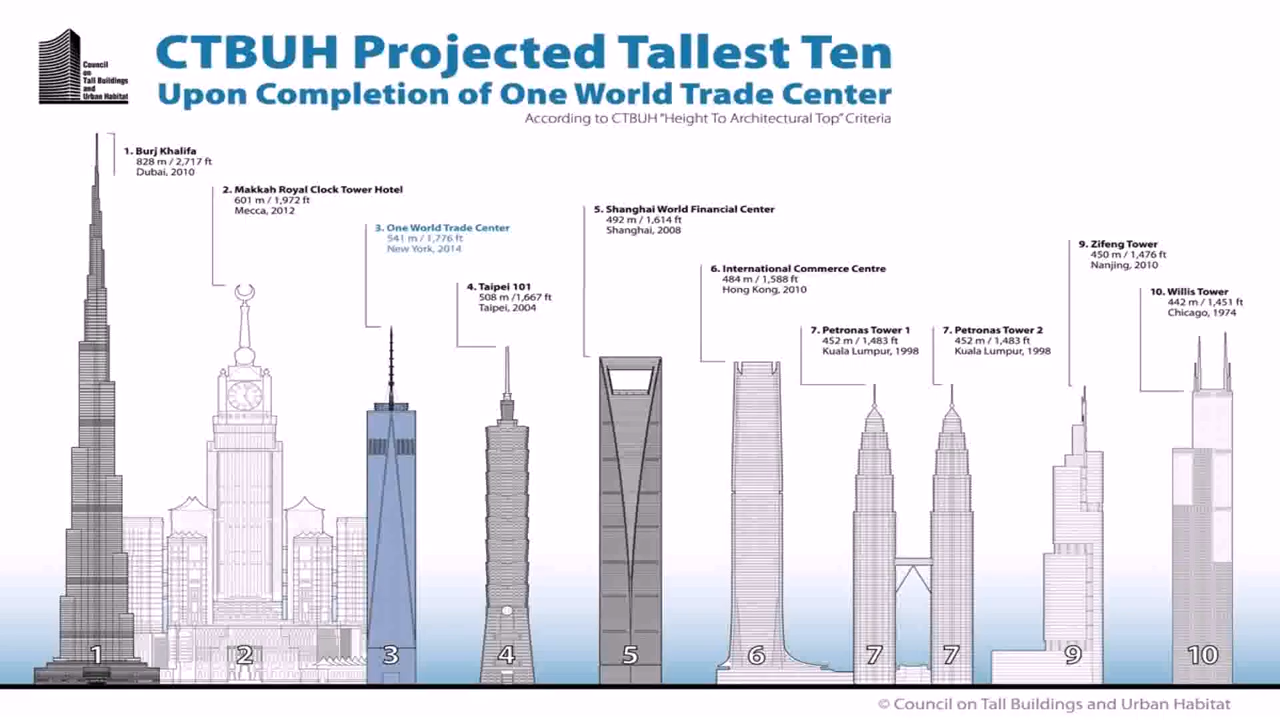 Council
on
Tall Buildings
and
Urban Habitat
CTBUH Projected Tallest Ten
Upon Completion of One World Trade Center
According to CTBUH "Height To Architectural Top" Criteria
1. Burj Khalifa
828 m / 2,717 ft
Dubai, 2010
2. Makkah Royal Clock Tower Hotel
601 m / 1,972 ft
Mecca, 2012
3. One World Trade Center
541 m / 1,776 ft
New York, 2014
4. Taipei 101
508 m /1,667 ft
Taipei, 2004
5. Shanghai World Financial Center
492 m / 1,614 ft
Shanghai, 2008
6. International Commerce Centre
484 m / 1,588 ft
Hong Kong, 2010
7. Petronas Tower 1
452 m / 1,483 ft
Kuala Lumpur, 1998
7. Petronas Tower 2
452 m / 1,483 ft
Kuala Lumpur, 1998
9. Zifeng Tower
450 m / 1,476 ft
Nanjing, 2010
10. Willis Tower
442 m / 1,451 ft
Chicago, 1974
1
2
3
4
5
6
7
7
9
10
© Council on Tall Buildings and Urban Habitat